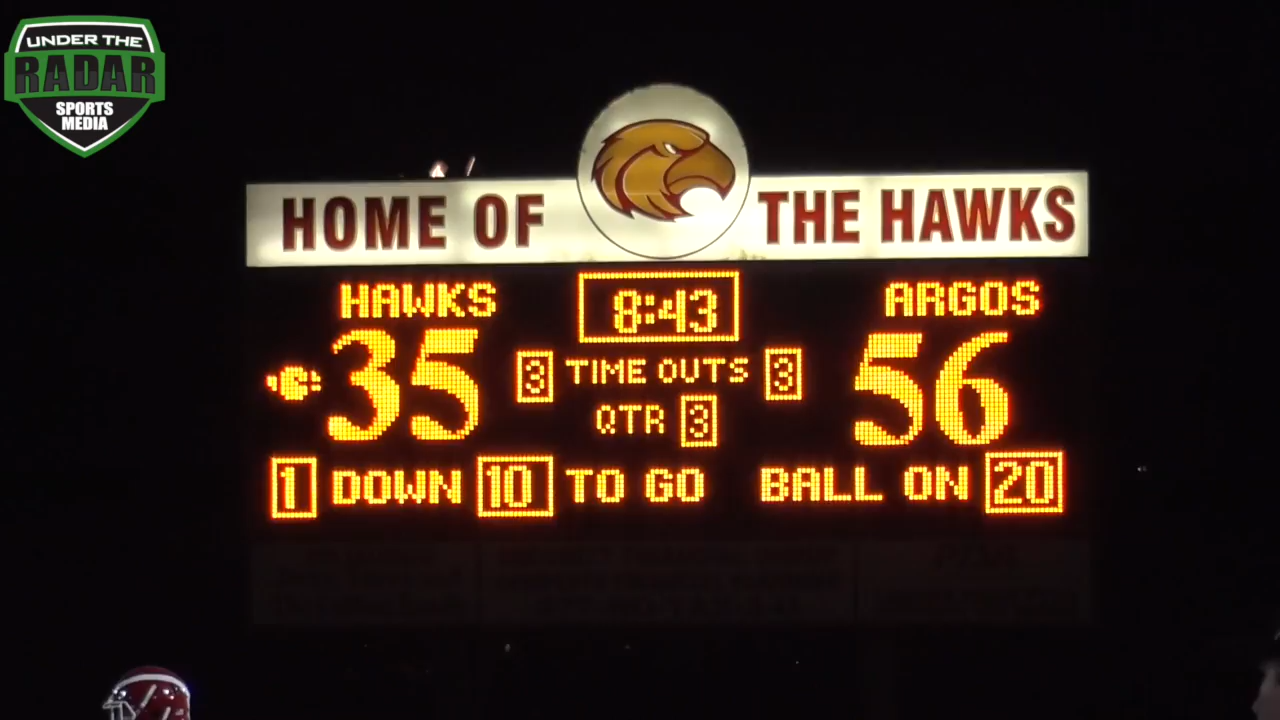 UNDER THE
RADAR
SPORTS
MEDIA
HOME OF THE HAWKS
HAWKS 8:43 ARGOS
35 3 TIME OUTS 3 56
QTR 3
1 DOWN 10 TO GO BALL ON 20